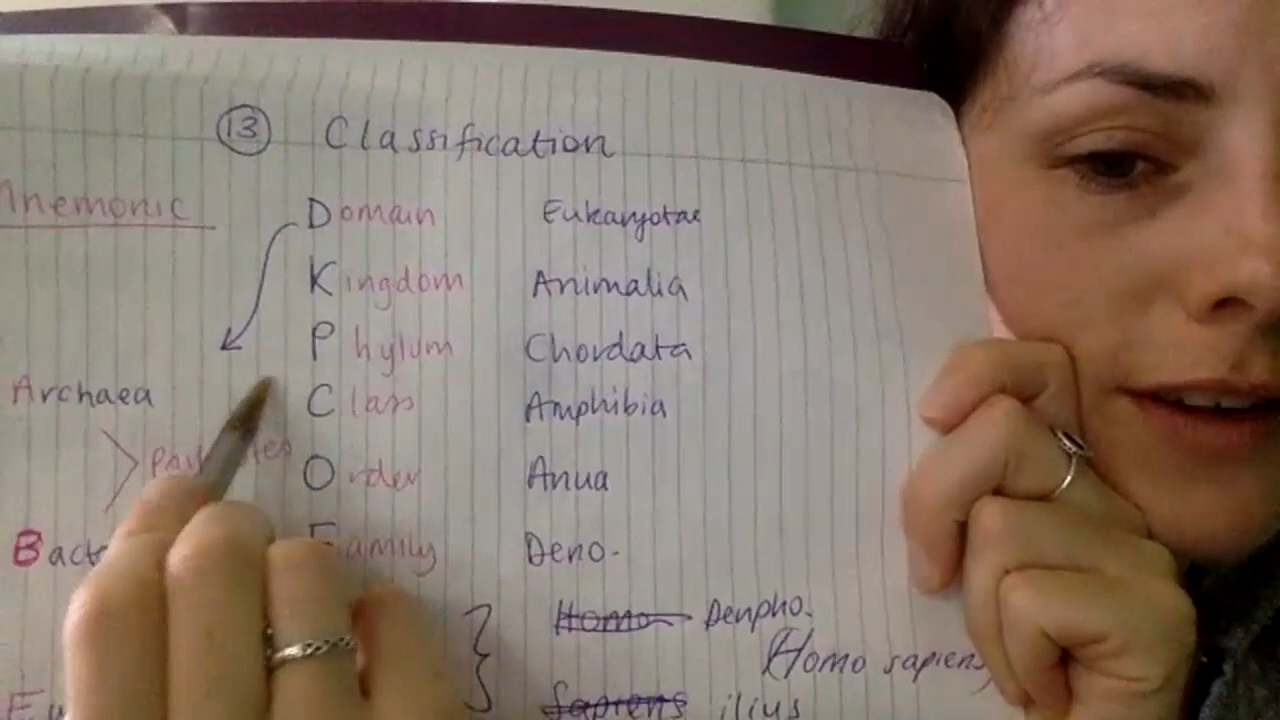 13 Classification
Mnemonic
Domain Eukaryotae
Kingdom Animalia
Phylum Chordata
Archaea
Class Amphibia
Order Anua
Family Deno.
Homo Denpho.
Homo sapiens
Sapiens ilius